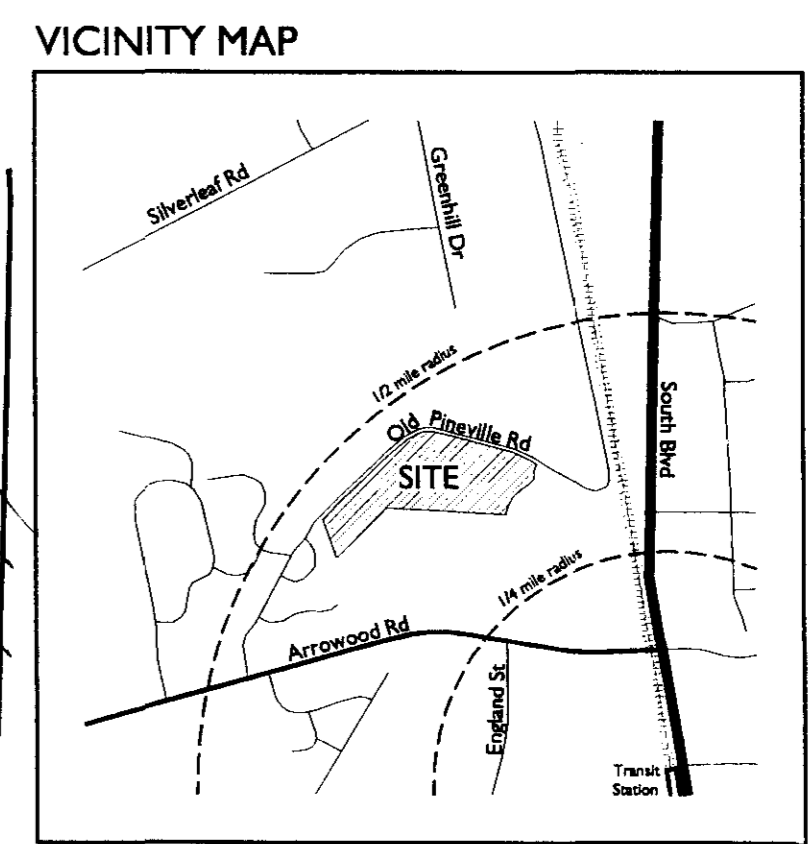 VICINITY MAP
Silverleaf Rd
Greenhill Dr
1/2 mile radius
South Blvd
Old Pineville Rd
SITE
1/4 mile radius
Arrowood Rd
England St
Transit
Station